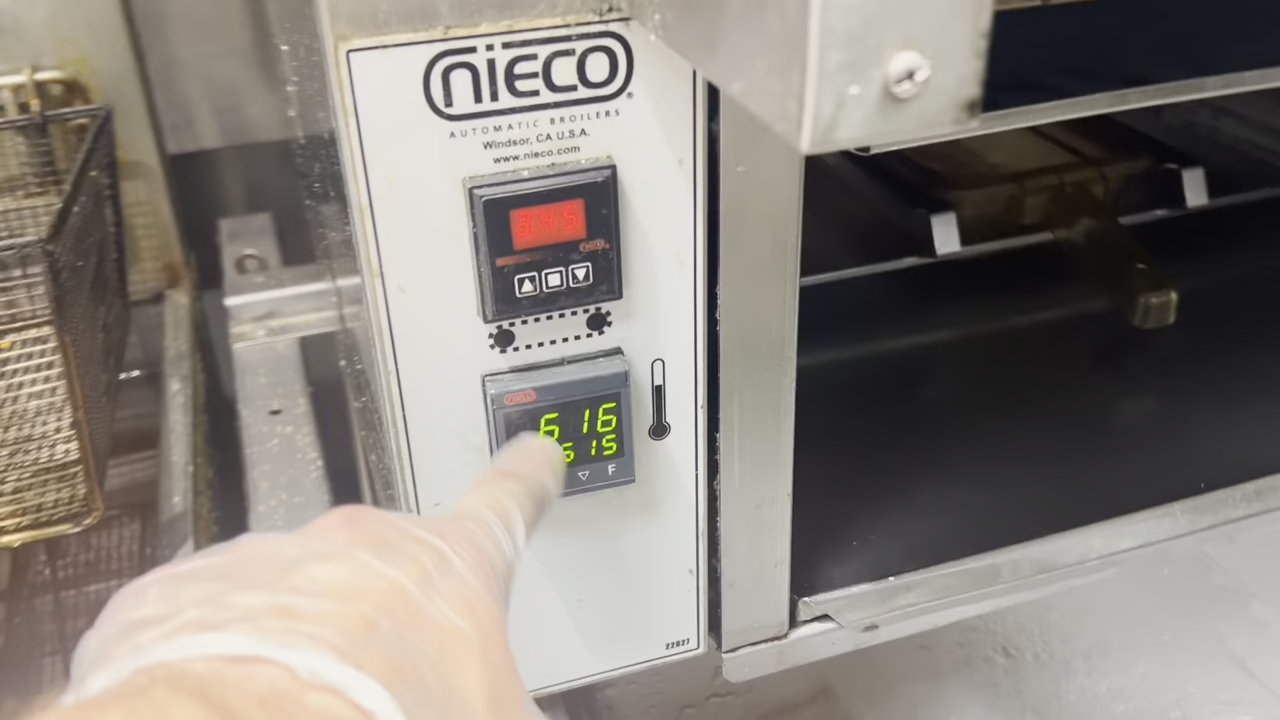 NIECO
AUTOMATIC BROILERS
Windsor, CA U.S.A.
www.nieco.com
345
616
615
F
22827